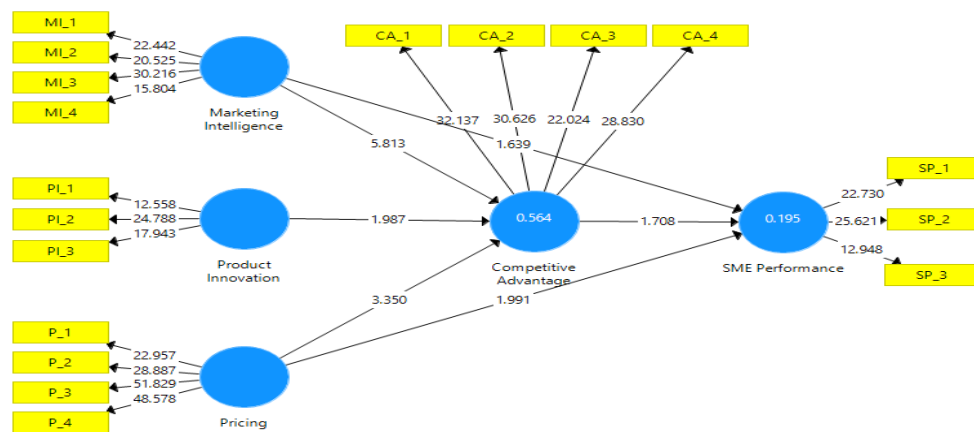 MI_1
MI_2
MI_3
MI_4
22.442
20.525
30.216
15.804
Marketing
Intelligence
CA_1
CA_2
CA_3
CA_4
32.137
30.626
22.024
28.830
5.813
1.639
PI_1
PI_2
PI_3
12.558
24.788
17.943
Product
Innovation
1.987
0.564
Competitive
Advantage
1.708
0.195
SME Performance
SP_1
SP_2
SP_3
22.730
25.621
12.948
3.350
1.991
P_1
P_2
P_3
P_4
22.957
28.887
51.829
48.578
Pricing